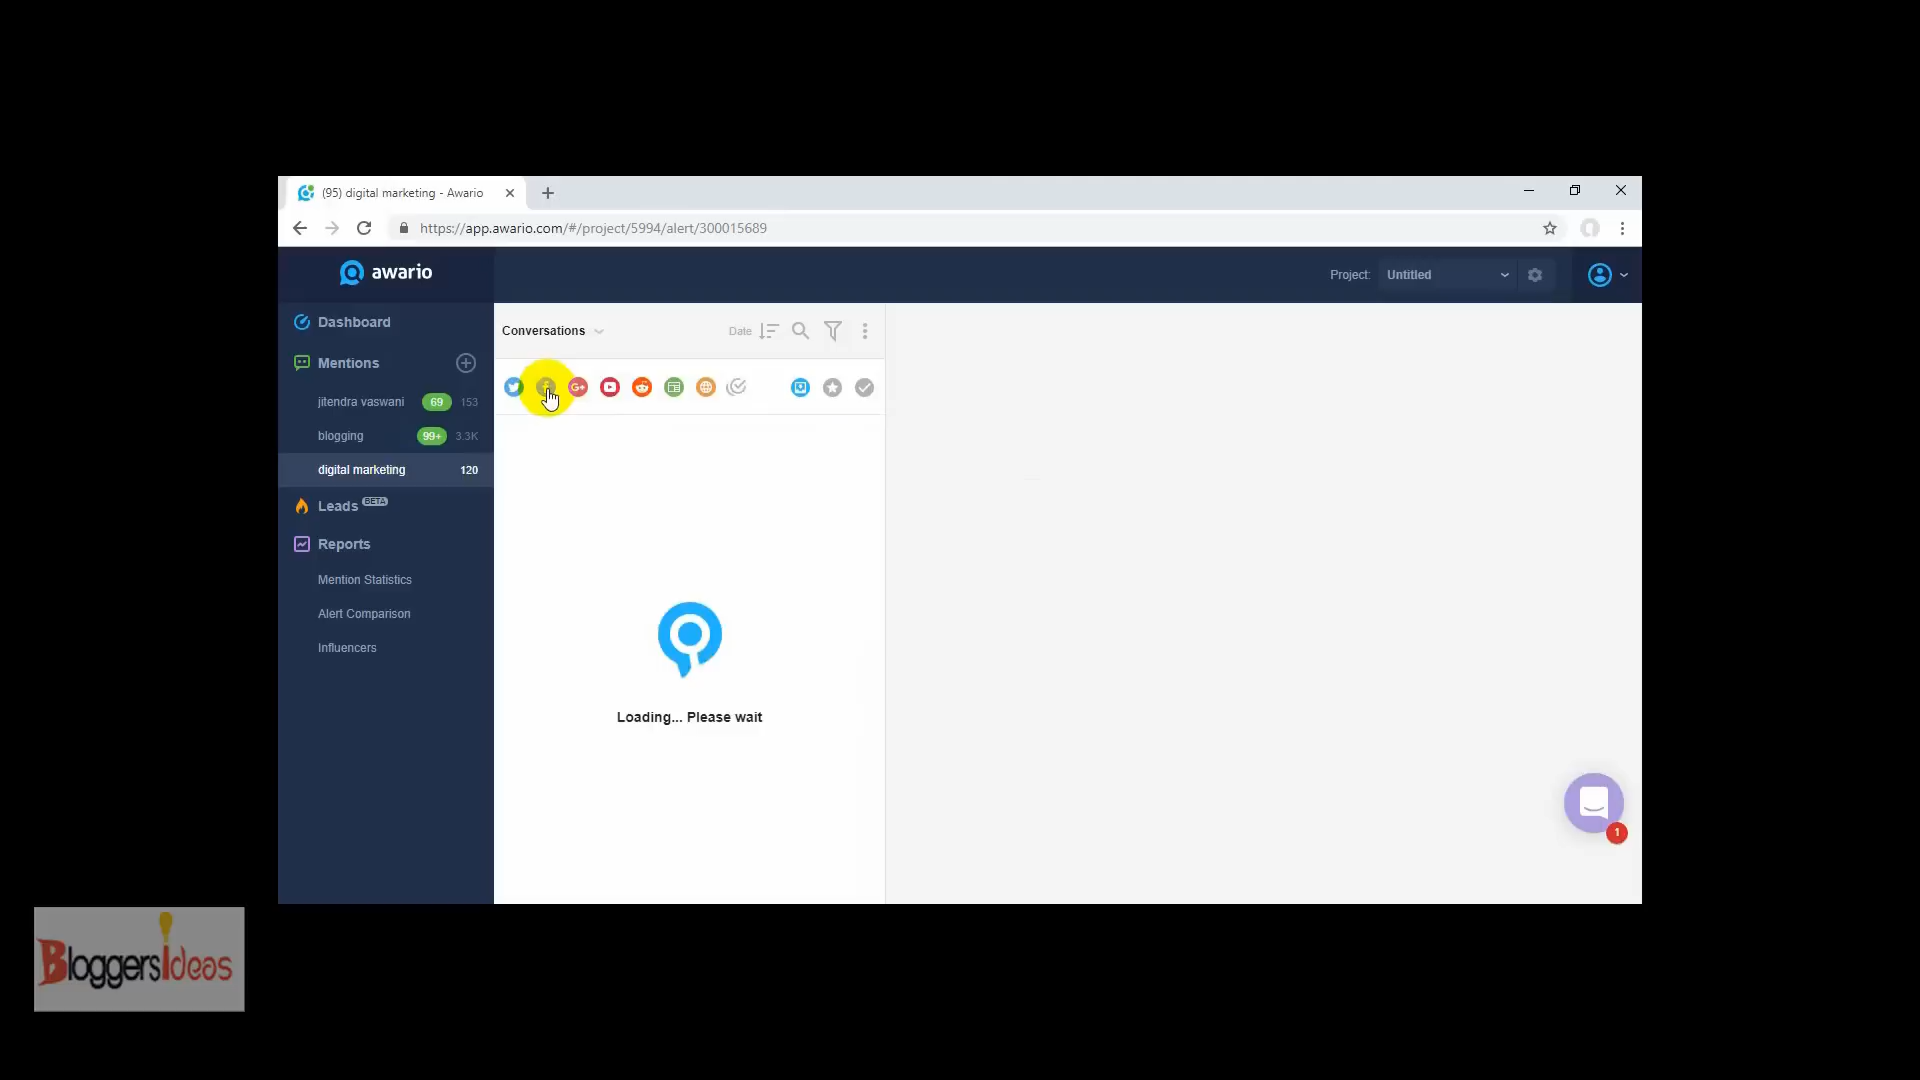 (95) digital marketing - Awario
https://app.awario.com/#/project/5994/alert/300015689
awario
Project:
Untitled
Dashboard
Conversations
Date
Mentions
jitendra vaswani 69 153
blogging 99+ 3.3K
digital marketing 120
Leads BETA
Reports
Mention Statistics
Alert Comparison
Influencers
Loading... Please wait
1
BloggersIdeas